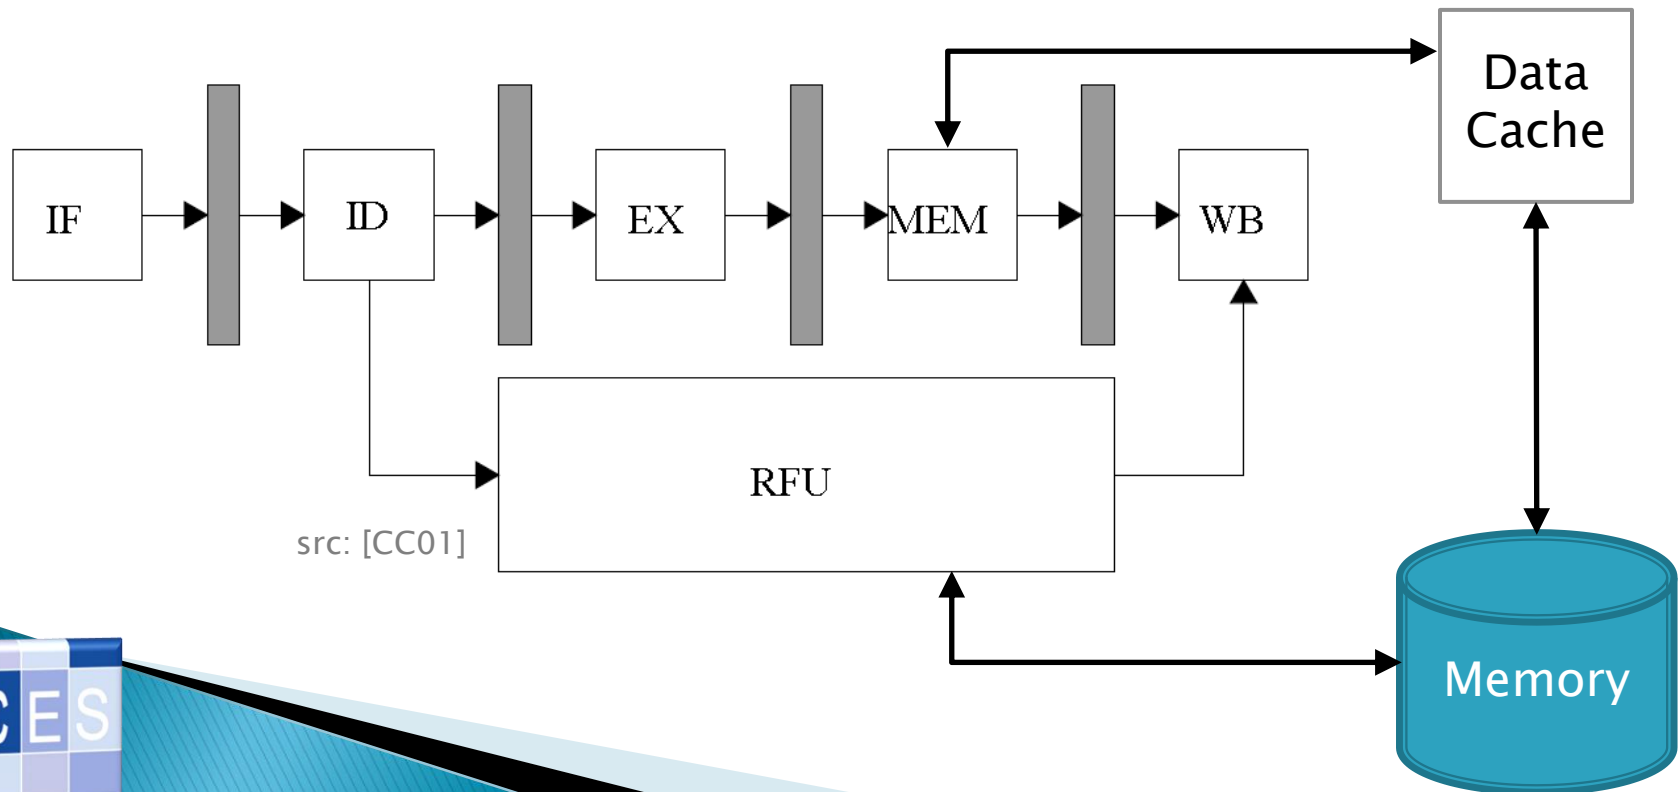 Data
Cache
IF
ID
EX
MEM
WB
RFU
src: [CC01]
Memory
CES